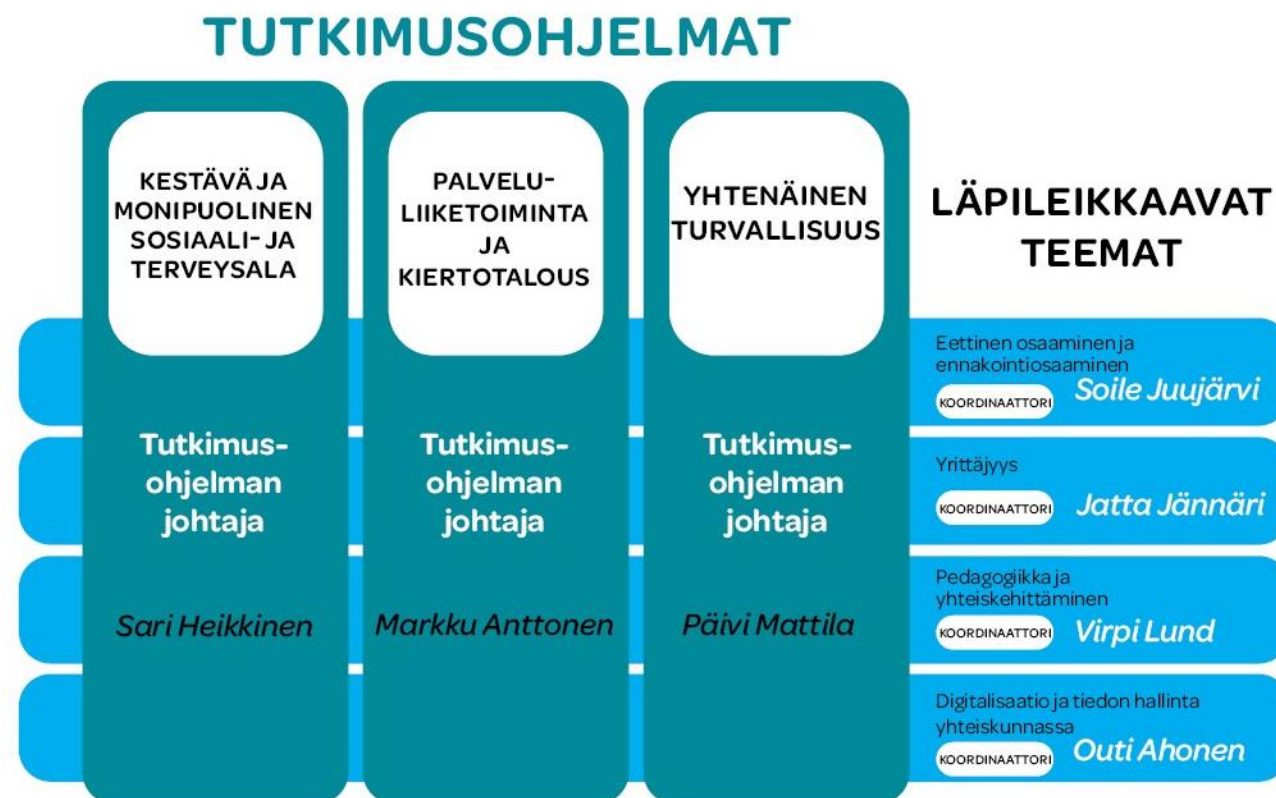 TUTKIMUSOHJELMAT
KESTÄVÄ JA
MONIPUOLINEN
SOSIAALI- JA
TERVEYSALA
Tutkimus-
ohjelman
johtaja
Sari Heikkinen
PALVELU-
LIIKETOIMINTA
JA
KIERTOTALOUS
Tutkimus-
ohjelman
johtaja
Markku Anttonen
YHTENÄINEN
TURVALLISUUS
Tutkimus-
ohjelman
johtaja
Päivi Mattila
LÄPILEIKKAAVAT
TEEMAT
Eettinen osaaminen ja
ennakointiosaaminen
KOORDINAATTORI Soile Juujärvi
Yrittäjyys
KOORDINAATTORI Jatta Jännäri
Pedagogiikka ja
yhteiskehittäminen
KOORDINAATTORI Virpi Lund
Digitalisaatio ja tiedon hallinta
yhteiskunnassa
KOORDINAATTORI Outi Ahonen